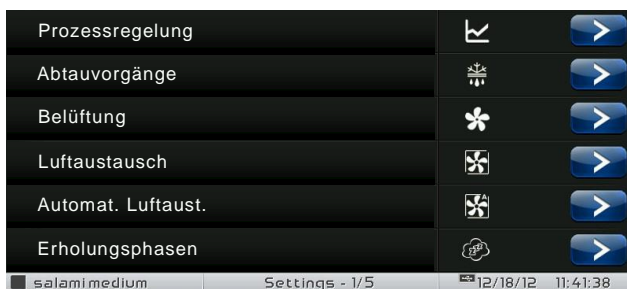 Prozessregelung
Abtauvorgänge
Belüftung
Luftaustausch
Automat. Luftaust.
Erholungsphasen
salamimedium Settings - 1/5 12/18/12 11:41:38